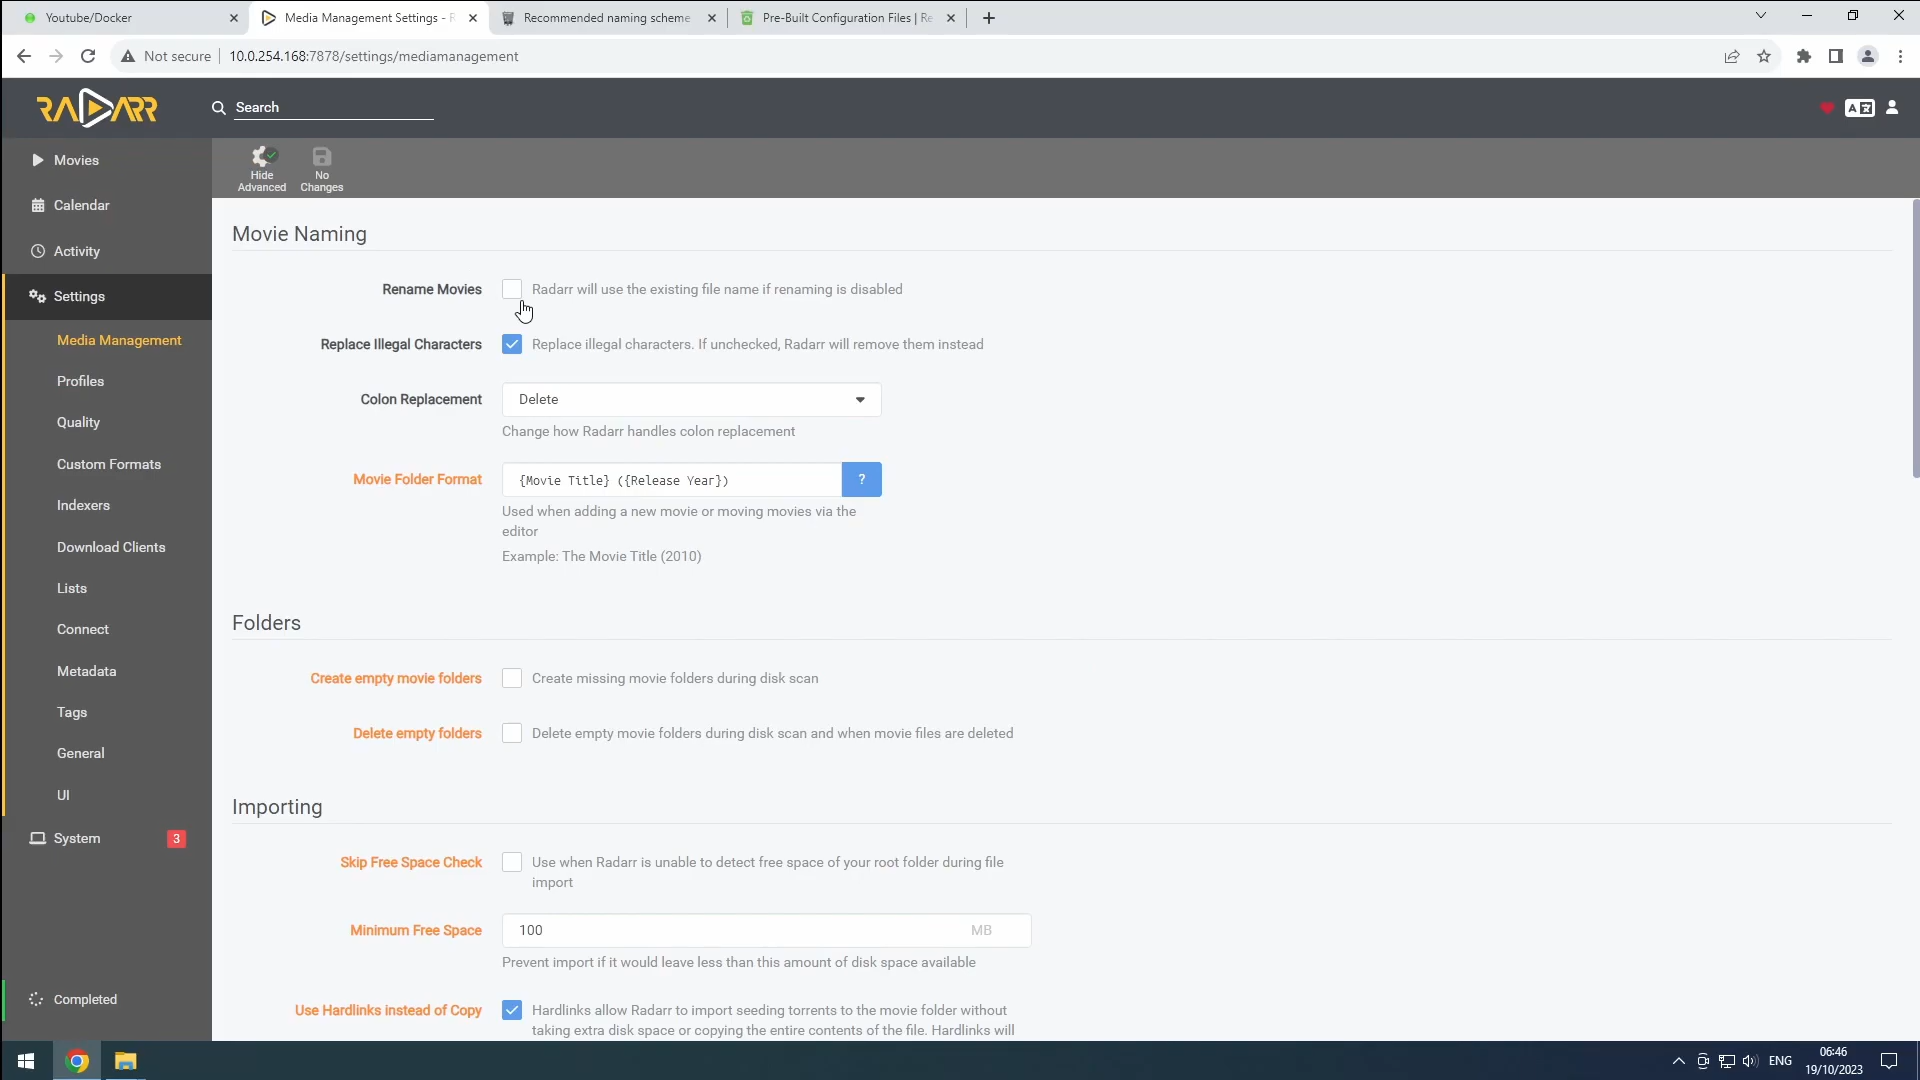 Youtube/Docker
Media Management Settings - R
Recommended naming scheme
Pre-Built Configuration Files | Re
Not secure
10.0.254.168:7878/settings/mediamanagement
RADARR
Search
Movies
Calendar
Activity
Settings
Media Management
Profiles
Quality
Custom Formats
Indexers
Download Clients
Lists
Connect
Metadata
Tags
General
UI
System
3
Completed
Hide
Advanced
No
Changes
Movie Naming
Rename Movies
Radarr will use the existing file name if renaming is disabled
Replace Illegal Characters
Replace illegal characters. If unchecked, Radarr will remove them instead
Colon Replacement
Delete
Change how Radarr handles colon replacement
Movie Folder Format
{Movie Title} ({Release Year})
?
Used when adding a new movie or moving movies via the
editor
Example: The Movie Title (2010)
Folders
Create empty movie folders
Create missing movie folders during disk scan
Delete empty folders
Delete empty movie folders during disk scan and when movie files are deleted
Importing
Skip Free Space Check
Use when Radarr is unable to detect free space of your root folder during file
import
Minimum Free Space
100
MB
Prevent import if it would leave less than this amount of disk space available
Use Hardlinks instead of Copy
Hardlinks allow Radarr to import seeding torrents to the movie folder without
taking extra disk space or copying the entire contents of the file. Hardlinks will
ENG
06:46
19/10/2023